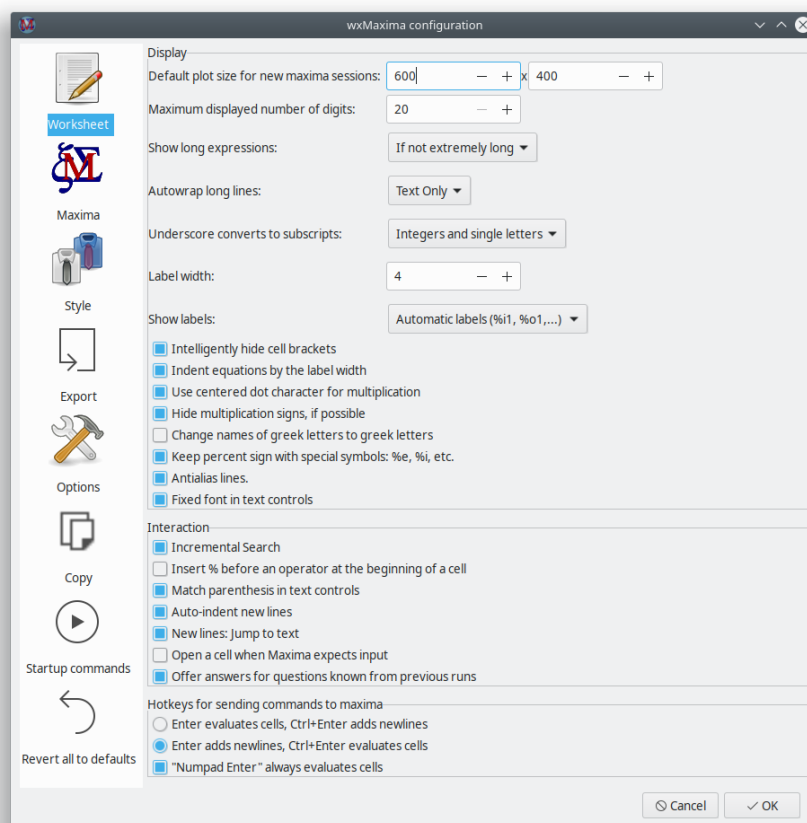 wxMaxima configuration
Worksheet
Maxima
Style
Export
Options
Copy
Startup commands
Revert all to defaults
Display
Default plot size for new maxima sessions: 600 − + x 400 − +
Maximum displayed number of digits: 20 − +
Show long expressions: If not extremely long
Autowrap long lines: Text Only
Underscore converts to subscripts: Integers and single letters
Label width: 4 − +
Show labels: Automatic labels (%i1, %o1,...)
Intelligently hide cell brackets
Indent equations by the label width
Use centered dot character for multiplication
Hide multiplication signs, if possible
Change names of greek letters to greek letters
Keep percent sign with special symbols: %e, %i, etc.
Antialias lines.
Fixed font in text controls
Interaction
Incremental Search
Insert % before an operator at the beginning of a cell
Match parenthesis in text controls
Auto-indent new lines
New lines: Jump to text
Open a cell when Maxima expects input
Offer answers for questions known from previous runs
Hotkeys for sending commands to maxima
Enter evaluates cells, Ctrl+Enter adds newlines
Enter adds newlines, Ctrl+Enter evaluates cells
"Numpad Enter" always evaluates cells
Cancel OK